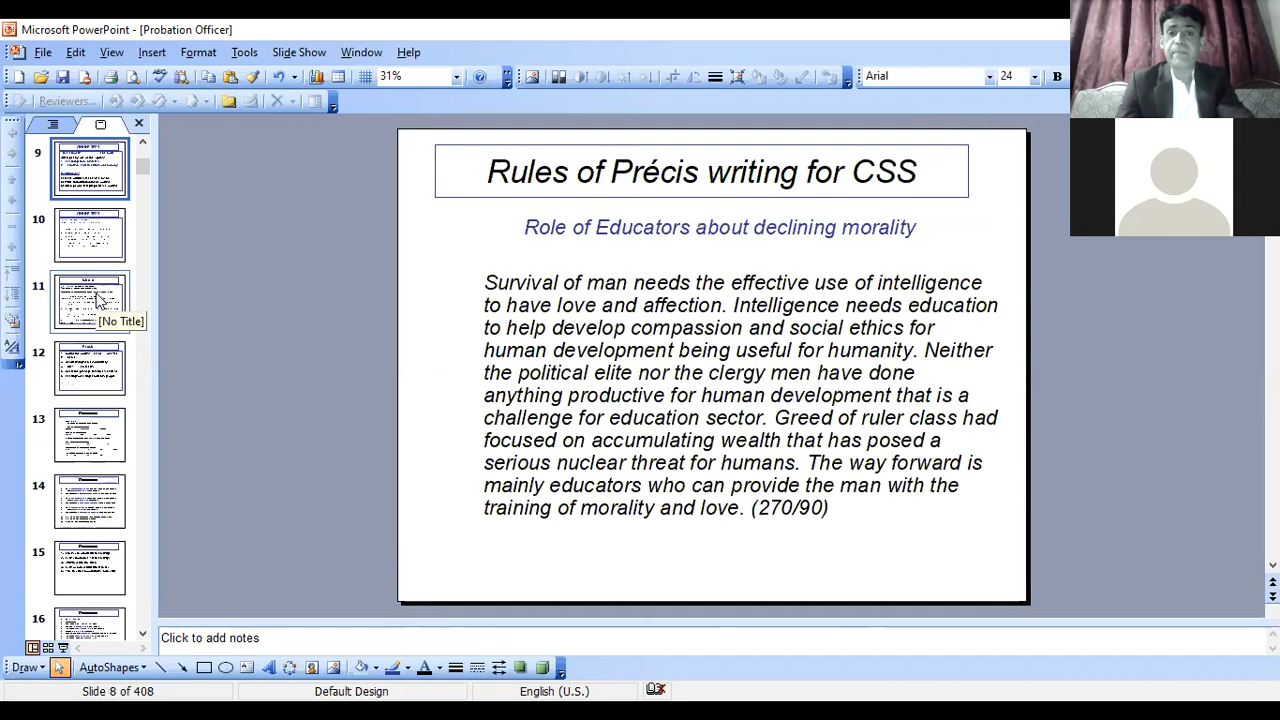 Microsoft PowerPoint - [Probation Officer]
File Edit View Insert Format Tools Slide Show Window Help
31% Arial 24 B
Reviewers...
9
10
11
[No Title]
12
13
14
15
16
Rules of Précis writing for CSS
Role of Educators about declining morality
Survival of man needs the effective use of intelligence
to have love and affection. Intelligence needs education
to help develop compassion and social ethics for
human development being useful for humanity. Neither
the political elite nor the clergy men have done
anything productive for human development that is a
challenge for education sector. Greed of ruler class had
focused on accumulating wealth that has posed a
serious nuclear threat for humans. The way forward is
mainly educators who can provide the man with the
training of morality and love. (270/90)
Click to add notes
Draw AutoShapes
Slide 8 of 408 Default Design English (U.S.)